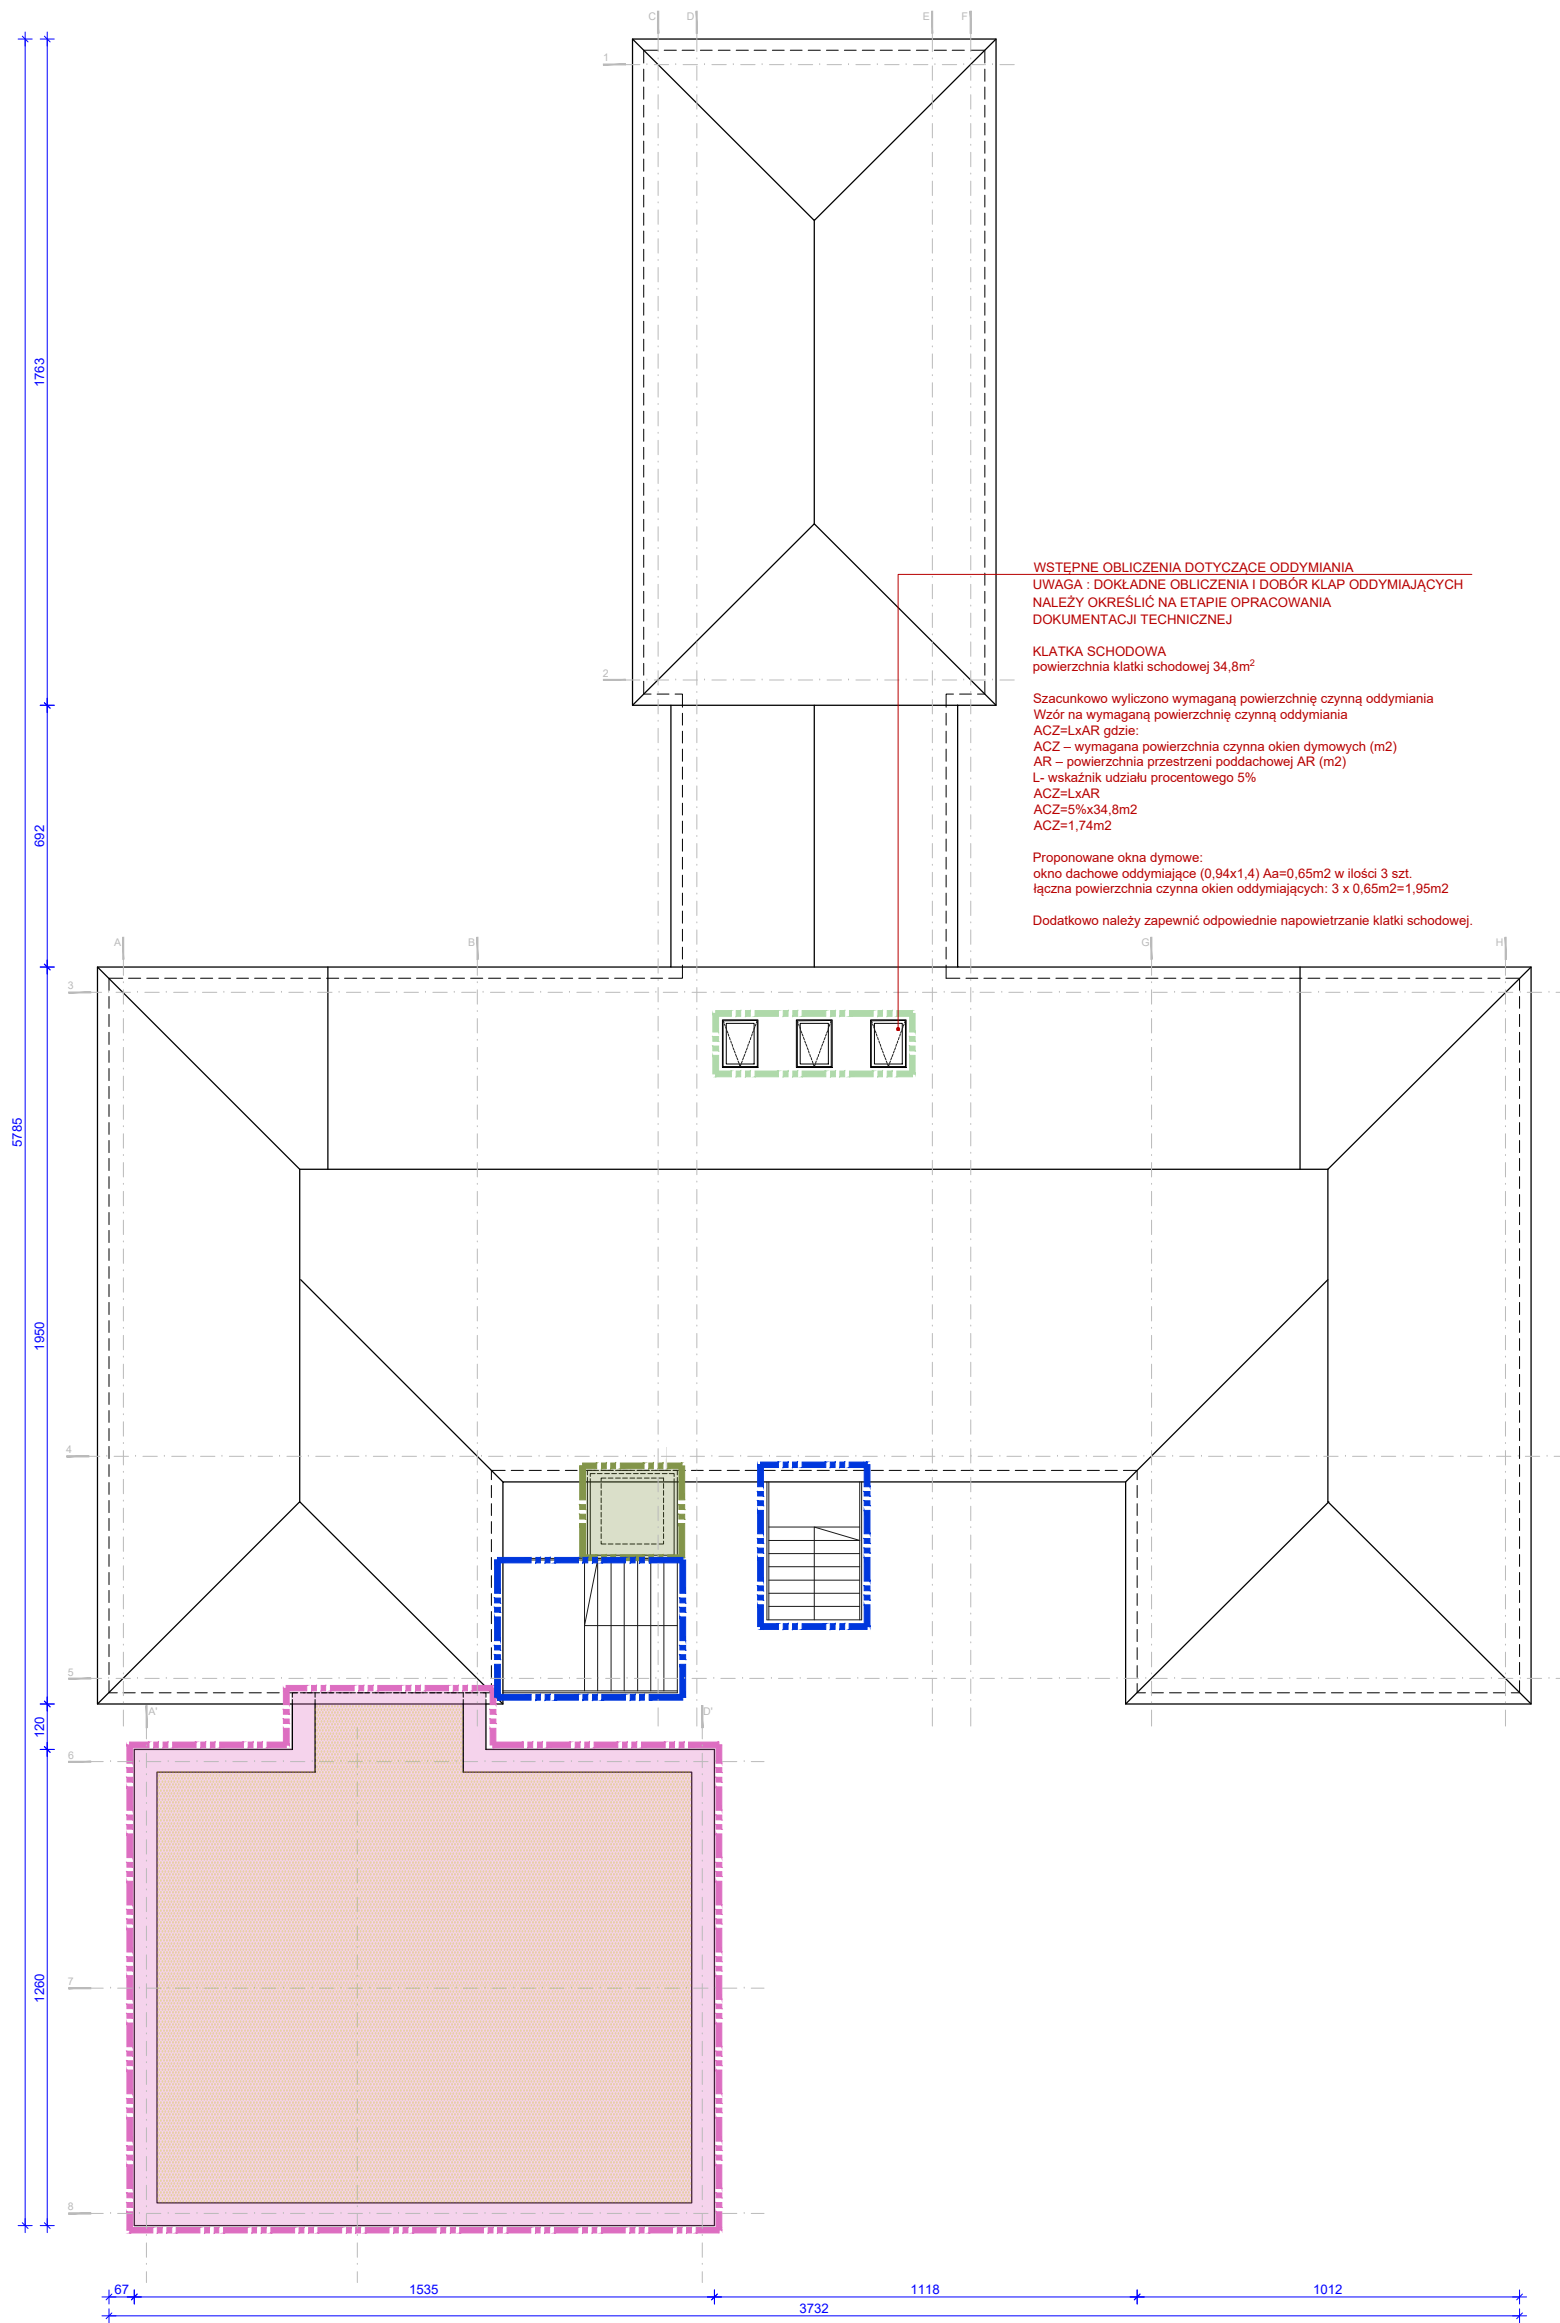 C D E F
1
1763
WSTĘPNE OBLICZENIA DOTYCZĄCE ODDYMIANIA
UWAGA : DOKŁADNE OBLICZENIA I DOBÓR KLAP ODDYMIAJĄCYCH
NALEŻY OKREŚLIĆ NA ETAPIE OPRACOWANIA
DOKUMENTACJI TECHNICZNEJ
KLATKA SCHODOWA
powierzchnia klatki schodowej 34,8m²
2
Szacunkowo wyliczono wymaganą powierzchnię czynną oddymiania
Wzór na wymaganą powierzchnię czynną oddymiania
ACZ=LxAR gdzie:
ACZ – wymagana powierzchnia czynna okien dymowych (m2)
AR – powierzchnia przestrzeni poddachowej AR (m2)
L- wskaźnik udziału procentowego 5%
ACZ=LxAR
ACZ=5%x34,8m2
ACZ=1,74m2
692
Proponowane okna dymowe:
okno dachowe oddymiające (0,94x1,4) Aa=0,65m2 w ilości 3 szt.
łączna powierzchnia czynna okien oddymiających: 3 x 0,65m2=1,95m2
Dodatkowo należy zapewnić odpowiednie napowietrzanie klatki schodowej.
A B G H
3
5785
1950
4
5
120
A' D'
6
7
1260
8
67 1535 1118 1012
3732